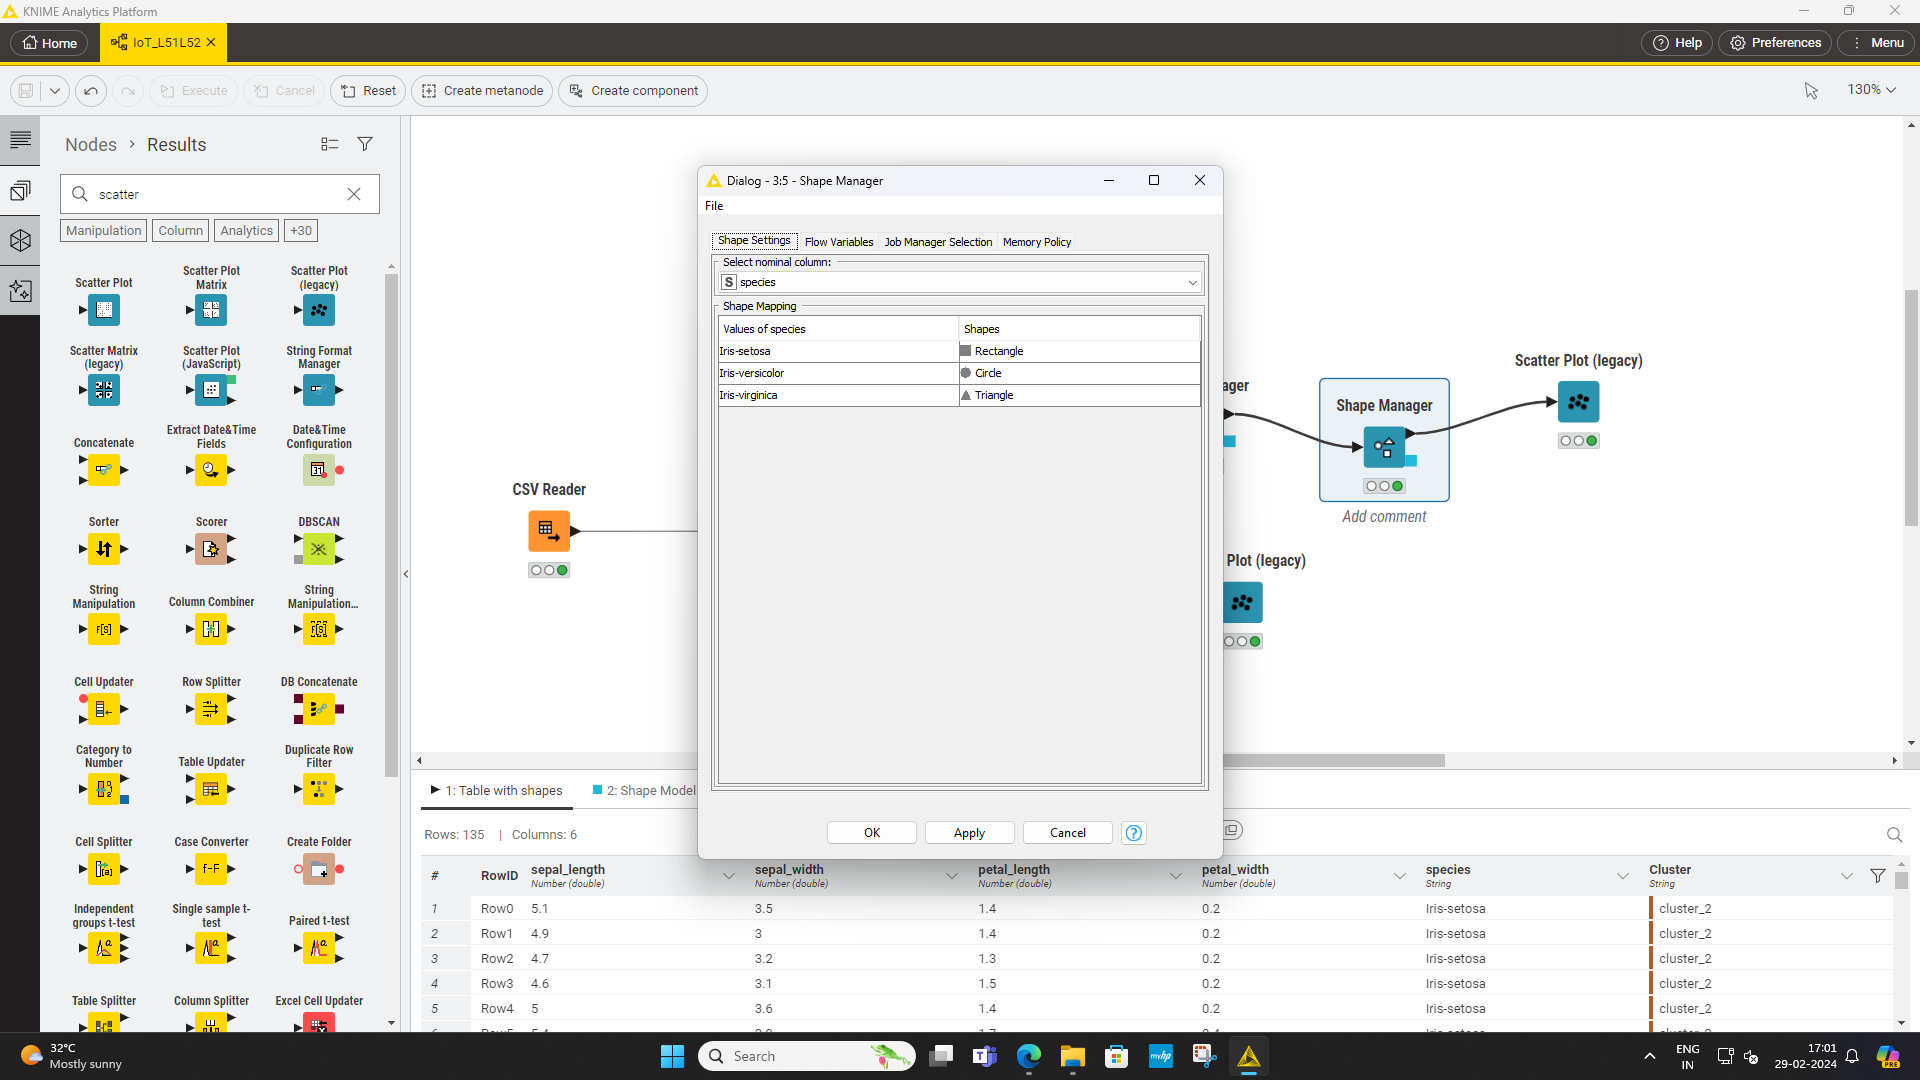 KNIME Analytics Platform
Home
IoT_L51L52
Help
Preferences
Menu
Execute
Cancel
Reset
Create metanode
Create component
130%
Nodes > Results
scatter
Manipulation
Column
Analytics
+30
Scatter Plot
Scatter Plot Matrix
Scatter Plot (legacy)
Scatter Matrix (legacy)
Scatter Plot (JavaScript)
String Format Manager
Concatenate
Extract Date&Time Fields
Date&Time Configuration
Sorter
Scorer
DBSCAN
String Manipulation
Column Combiner
String Manipulation...
Cell Updater
Row Splitter
DB Concatenate
Category to Number
Table Updater
Duplicate Row Filter
Cell Splitter
Case Converter
Create Folder
Independent groups t-test
Single sample t-test
Paired t-test
Table Splitter
Column Splitter
Excel Cell Updater
CSV Reader
ager
Shape Manager
Add comment
Scatter Plot (legacy)
Plot (legacy)
Dialog - 3:5 - Shape Manager
File
Shape Settings
Flow Variables
Job Manager Selection
Memory Policy
Select nominal column:
S species
Shape Mapping
Values of species Shapes
Iris-setosa Rectangle
Iris-versicolor Circle
Iris-virginica Triangle
OK
Apply
Cancel
?
1: Table with shapes
2: Shape Model
Rows: 135 | Columns: 6
# RowID sepal_length sepal_width petal_length petal_width species Cluster
Number (double) Number (double) Number (double) Number (double) String String
1 Row0 5.1 3.5 1.4 0.2 Iris-setosa cluster_2
2 Row1 4.9 3 1.4 0.2 Iris-setosa cluster_2
3 Row2 4.7 3.2 1.3 0.2 Iris-setosa cluster_2
4 Row3 4.6 3.1 1.5 0.2 Iris-setosa cluster_2
5 Row4 5 3.6 1.4 0.2 Iris-setosa cluster_2
32°C
Mostly sunny
Search
ENG
IN
17:01
29-02-2024